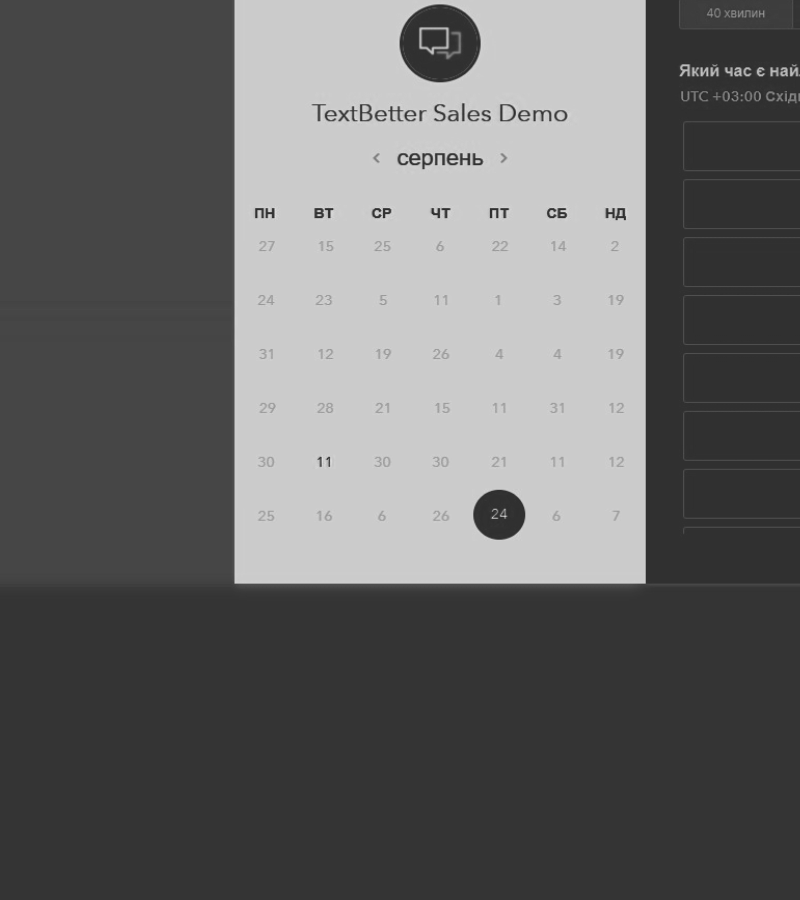 40 хвилин
TextBetter Sales Demo
Який час є най
UTC +03:00 Східн
< серпень >
ПН ВТ СР ЧТ ПТ СБ НД
27 15 25 6 22 14 2
24 23 5 11 1 3 19
31 12 19 26 4 4 19
29 28 21 15 11 31 12
30 11 30 30 21 11 12
25 16 6 26 24 6 7